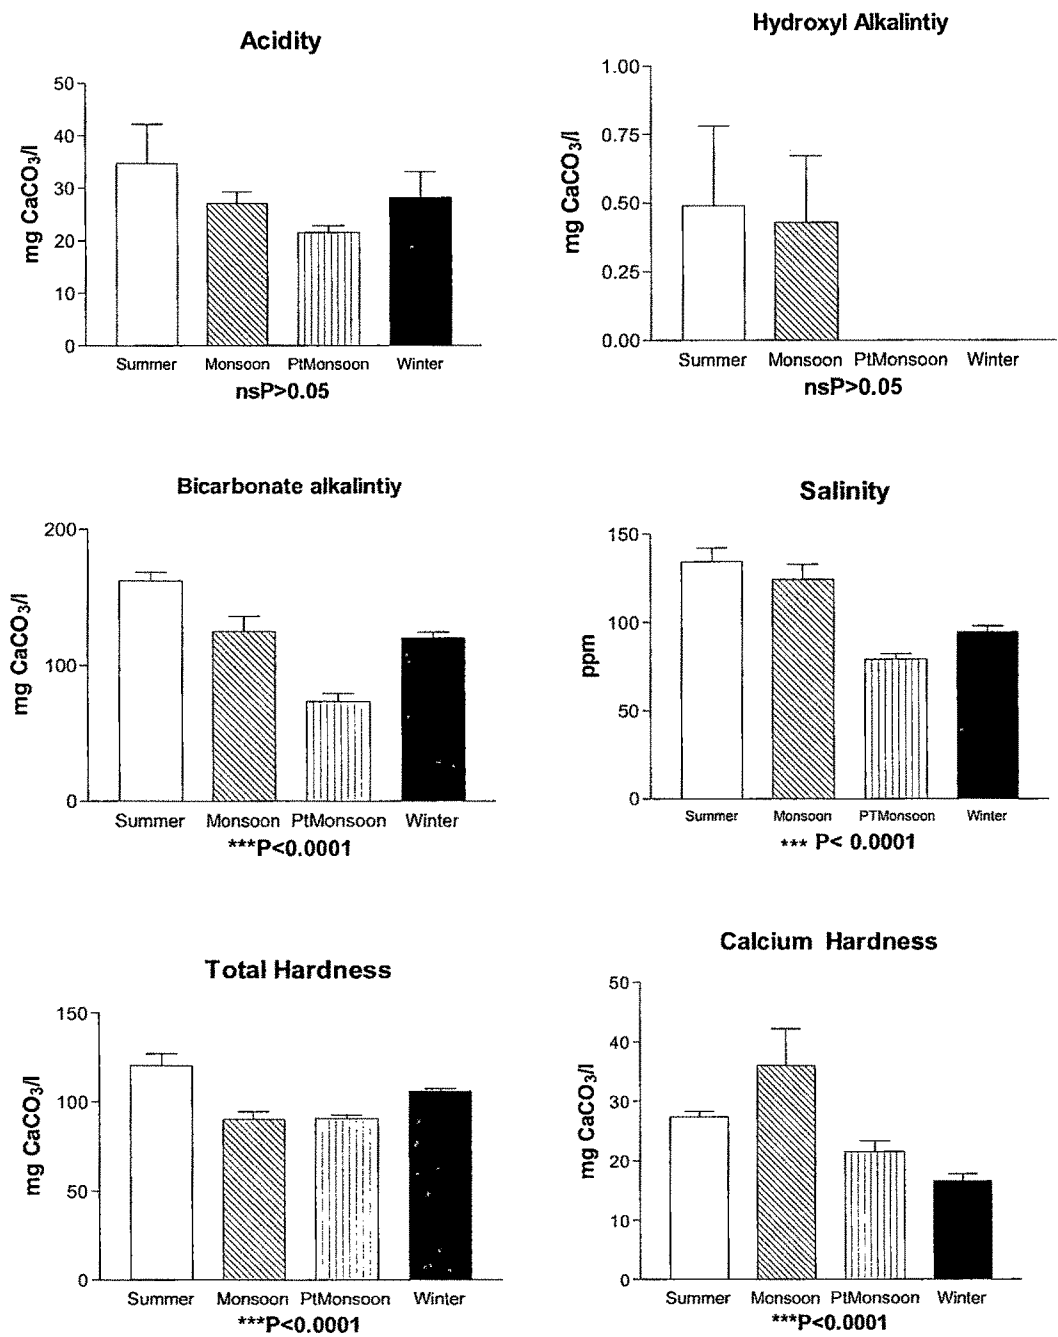 Acidity
50
40
30
20
10
0
mg CaCO₃/l
Summer Monsoon PtMonsoon Winter
nsP>0.05
Hydroxyl Alkalintiy
1.00
0.75
0.50
0.25
0.00
mg CaCO₃/l
Summer Monsoon PtMonsoon Winter
nsP>0.05
Bicarbonate alkalintiy
200
100
0
mg CaCO₃/l
Summer Monsoon PtMonsoon Winter
***P<0.0001
Salinity
150
100
50
0
ppm
Summer Monsoon PTMonsoon Winter
*** P< 0.0001
Total Hardness
150
100
50
0
mg CaCO₃/l
Summer Monsoon PtMonsoon Winter
***P<0.0001
Calcium Hardness
50
40
30
20
10
0
mg CaCO₃/l
Summer Monsoon PtMonsoon Winter
***P<0.0001